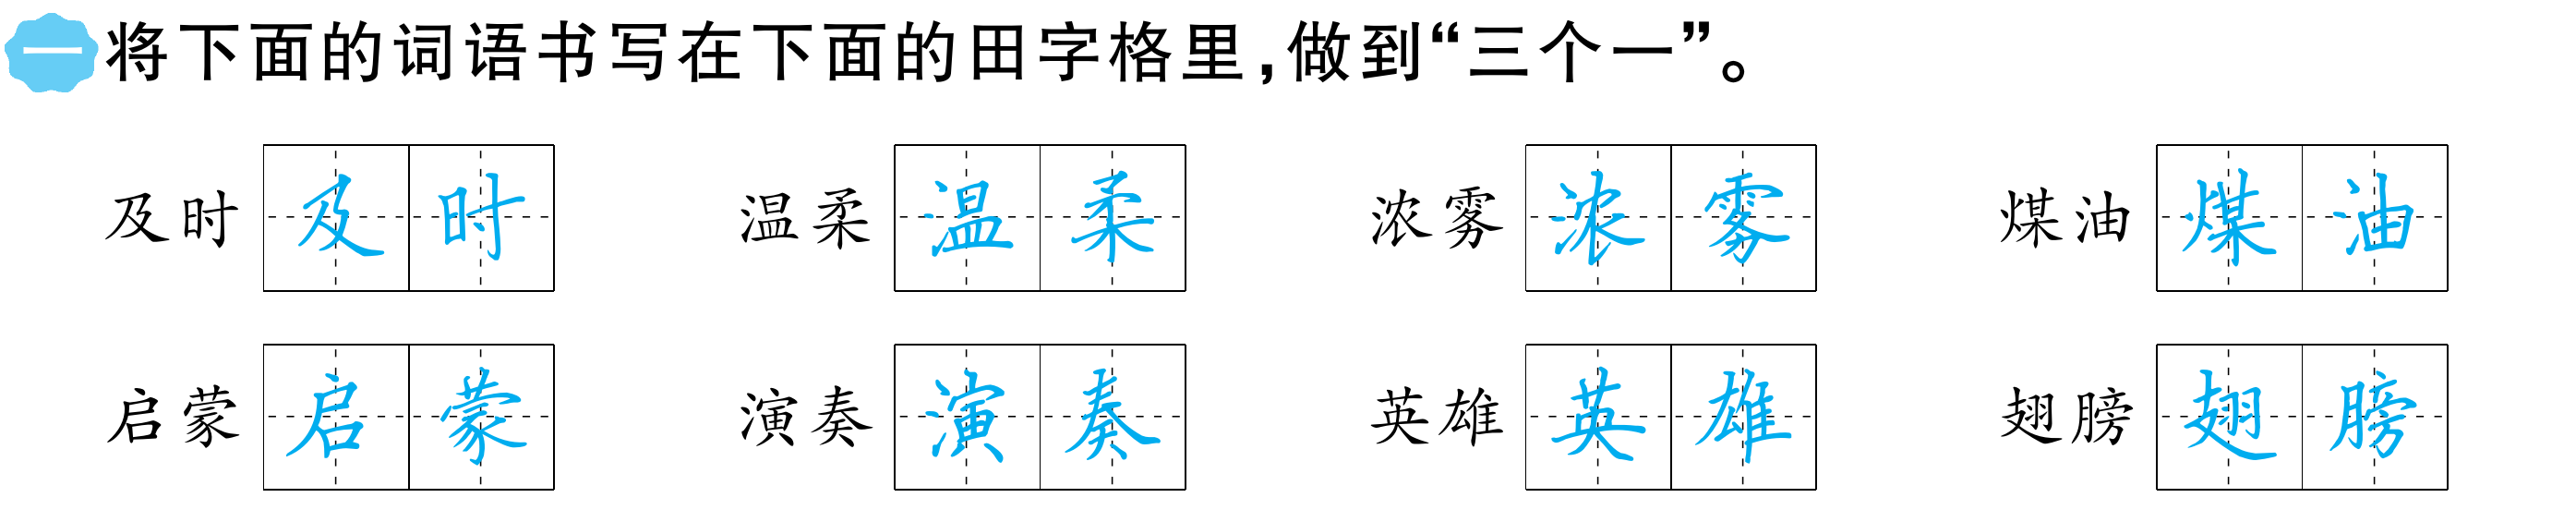 一 将下面的词语书写在下面的田字格里，做到“三个一”。
及时 及时 温柔 温柔 浓雾 浓雾 煤油 煤油
启蒙 启蒙 演奏 演奏 英雄 英雄 翅膀 翅膀